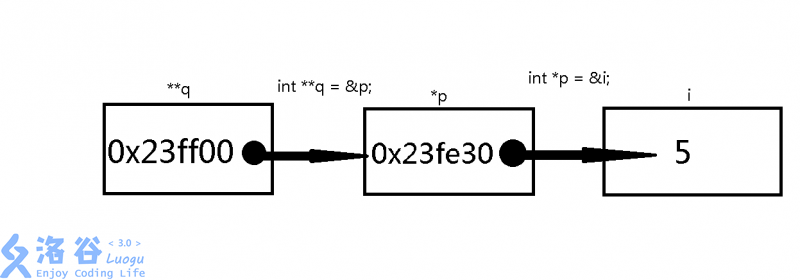 **q
int **q = &p;
*p
int *p = &i;
i
0x23ff00
0x23fe30
5
洛谷 < 3.0 >
Luogu
Enjoy Coding Life